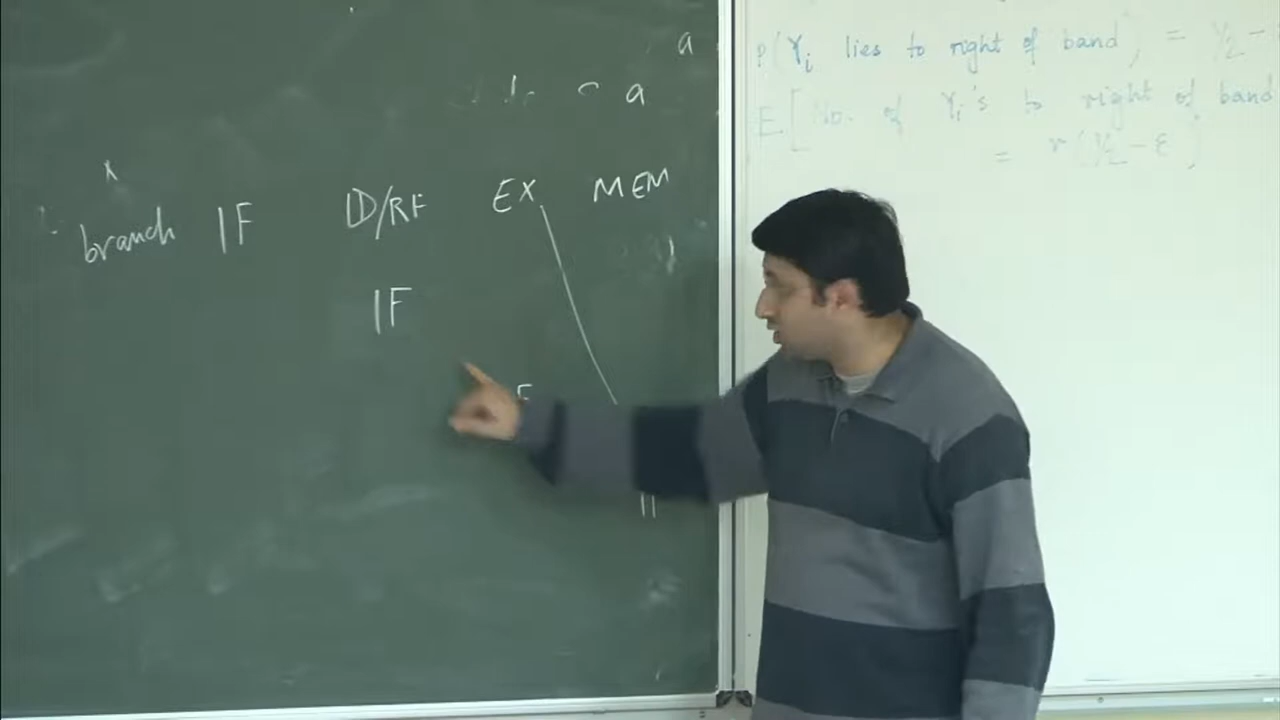 a
a
branch IF ID/RF EX MEM
IF
P(Yi lies to right of band) = 1/2 -
E[No. of Yi's to right of band
= r(1/2 - ε)